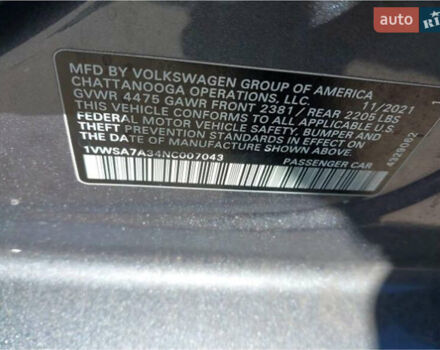 auto
RIA
MFD BY VOLKSWAGEN GROUP OF AMERICA
CHATTANOOGA OPERATIONS, LLC. 11/2021
GVWR 4475 GAWR FRONT 2381 / REAR 2205 LBS
THIS VEHICLE CONFORMS TO ALL APPLICABLE U.S.
FEDERAL MOTOR VEHICLE SAFETY, BUMPER AND
THEFT PREVENTION STANDARDS IN EFFECT ON
THE DATE OF MANUFACTURE SHOWN ABOVE.
1VWSA7A34NC007043 PASSENGER CAR
4329062